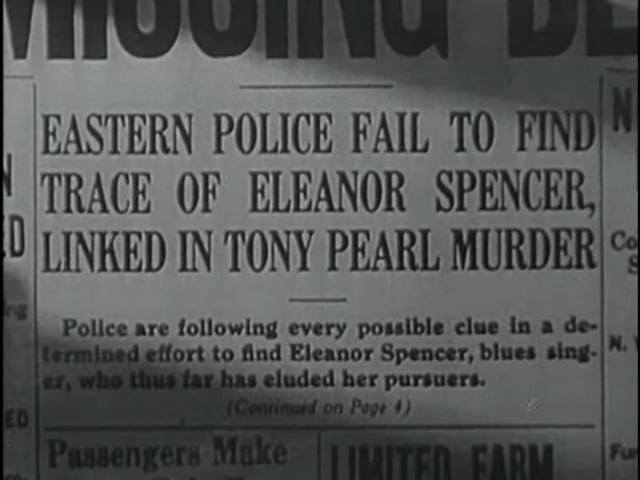 MISSING BE
EASTERN POLICE FAIL TO FIND
TRACE OF ELEANOR SPENCER,
LINKED IN TONY PEARL MURDER
Police are following every possible clue in a de-
termined effort to find Eleanor Spencer, blues sing-
er, who thus far has eluded her pursuers.
(Continued on Page 4)
Passengers Make
LIMITED FARM